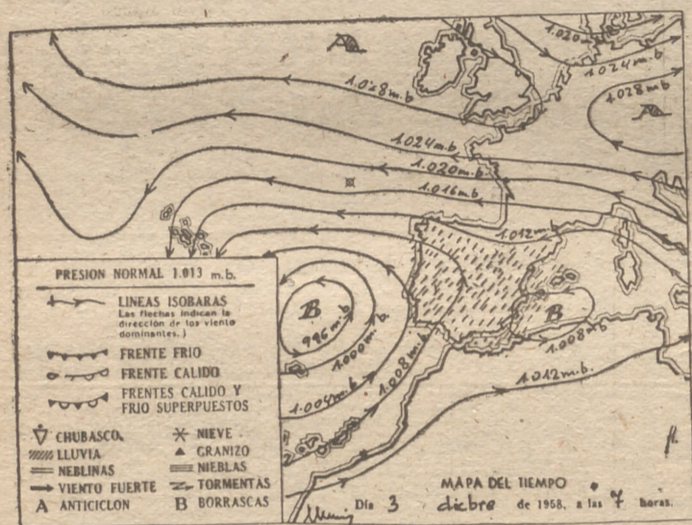 A
1.020 m.b
1.018 m.b
1.024 m.b
1.028 m.b
A
1.024 m.b
1.020 m.b.
1.016 m.b.
1.012 m.b
PRESION NORMAL 1.013 m.b.
LINEAS ISOBARAS
Las flechas indican la
dirección de los viento
dominantes.)
FRENTE FRIO
FRENTE CALIDO
FRENTES CALIDO Y
FRIO SUPERPUESTOS
CHUBASCO.
NIEVE
LLUVIA
GRANIZO
NEBLINAS
NIEBLAS
VIENTO FUERTE
TORMENTAS
A ANTICICLON
B BORRASCAS
B
996 m.b
1.000 m.b.
1.004 m.b
1.008 m.b
B
1.008 m.b.
1.012 m.b.
MAPA DEL TIEMPO
Día 3 dicbre de 1958, a las 7 horas.